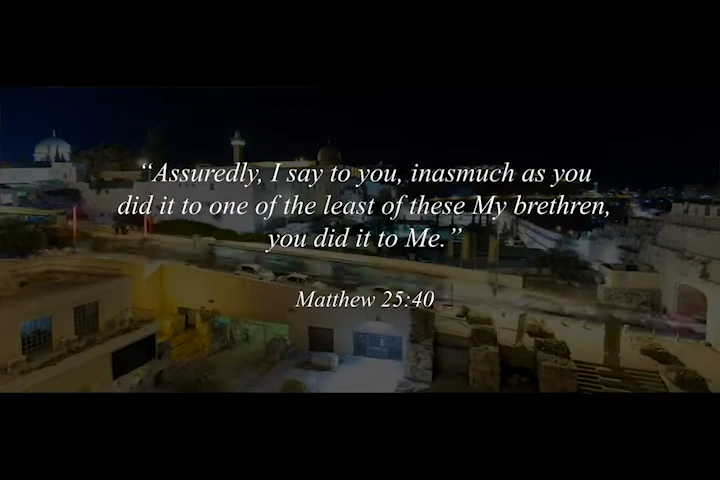 “Assuredly, I say to you, inasmuch as you
did it to one of the least of these My brethren,
you did it to Me.”
Matthew 25:40